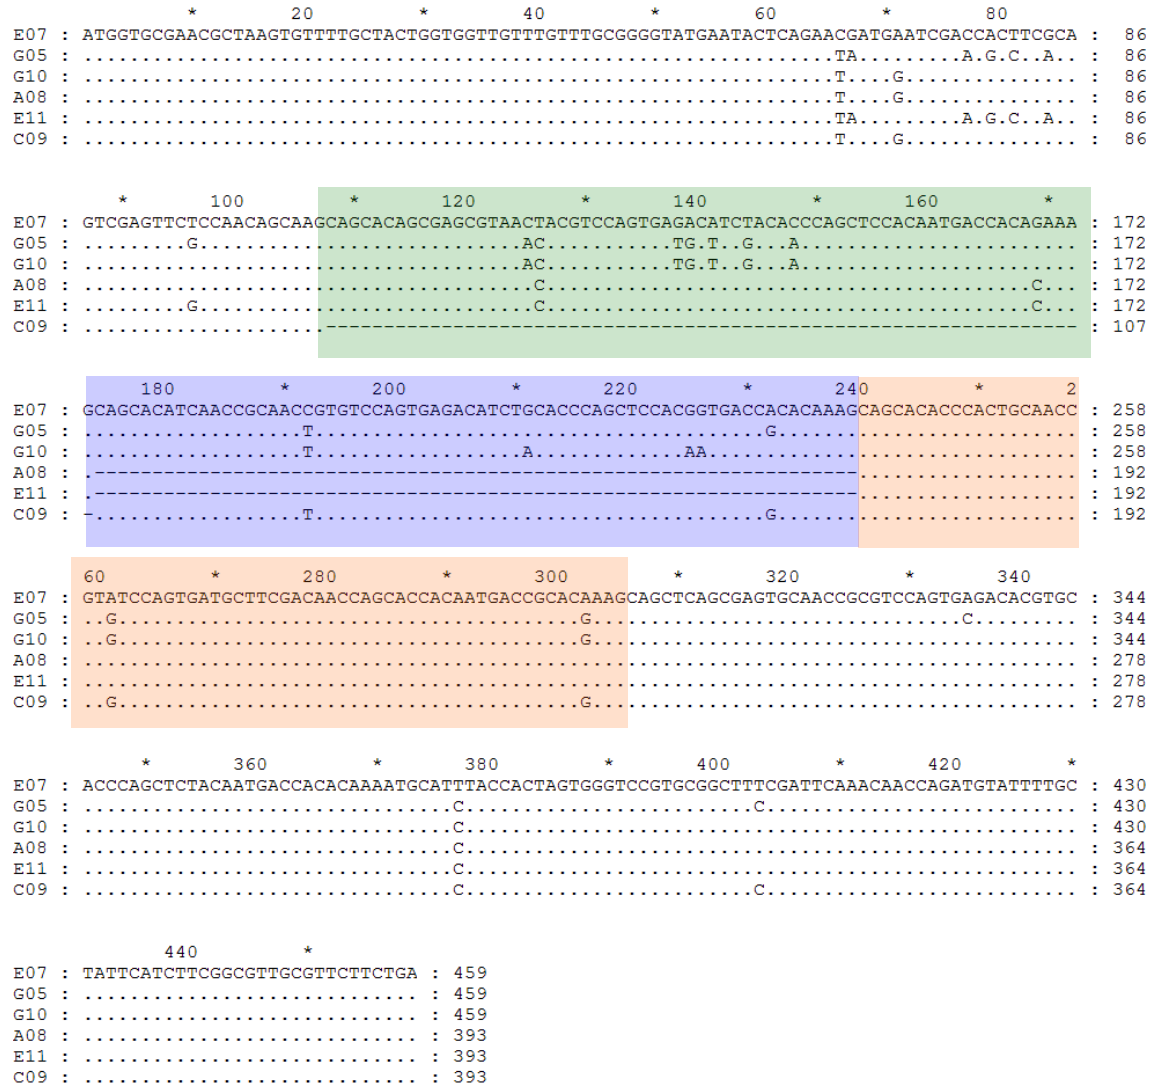 * 20 * 40 * 60 * 80
E07 : ATGGTGCGAACGCTAAGTGTTTTGCTACTGGTGGTTGTTTGTTTGCGGGGTATGAATACTCAGAACGATGAATCGACCACTTCGCA : 86
G05 : .................................................................TA.........A.G.C..A.. : 86
G10 : .................................................................T....G............... : 86
A08 : .................................................................T....G............... : 86
E11 : .................................................................TA.........A.G.C..A.. : 86
C09 : .................................................................T....G............... : 86
* 100 * 120 * 140 * 160 *
E07 : GTCGAGTTCTCCAACAGCAAGCAGCACAGCGAGCGTAACTACGTCCAGTGAGACATCTACACCCAGCTCCACAATGACCACAGAAA : 172
G05 : .........G............................AC...........TG.T..G...A........................ : 172
G10 : ......................................AC...........TG.T..G...A........................ : 172
A08 : .......................................C..........................................C... : 172
E11 : .........G.............................C..........................................C... : 172
C09 : .....................----------------------------------------------------------------- : 107
180 * 200 * 220 * 240 * 2
E07 : GCAGCACATCAACCGCAACCGTGTCCAGTGAGACATCTGCACCCAGCTCCACGGTGACCACACAAAGCAGCACACCCACTGCAACC : 258
G05 : ...................T.......................................G.......................... : 258
G10 : ...................T..................A.............AA................................ : 258
A08 : .------------------------------------------------------------------................... : 192
E11 : .------------------------------------------------------------------................... : 192
C09 : -..................T.......................................G.......................... : 192
60 * 280 * 300 * 320 * 340
E07 : GTATCCAGTGATGCTTCGACAACCAGCACCACAATGACCGCACAAAGCAGCTCAGCGAGTGCAACCGCGTCCAGTGAGACACGTGC : 344
G05 : ..G........................................G................................C......... : 344
G10 : ..G........................................G.......................................... : 344
A08 : ...................................................................................... : 278
E11 : ...................................................................................... : 278
C09 : ..G........................................G.......................................... : 278
* 360 * 380 * 400 * 420 *
E07 : ACCCAGCTCTACAATGACCACACAAAATGCATTTACCACTAGTGGGTCCGTGCGGCTTTCGATTCAAACAACCAGATGTATTTTGC : 430
G05 : ................................C.........................C........................... : 430
G10 : ................................C..................................................... : 430
A08 : ................................C..................................................... : 364
E11 : ................................C..................................................... : 364
C09 : ................................C.........................C........................... : 364
440 *
E07 : TATTCATCTTCGGCGTTGCGTTCTTCTGA : 459
G05 : ............................. : 459
G10 : ............................. : 459
A08 : ............................. : 393
E11 : ............................. : 393
C09 : ............................. : 393